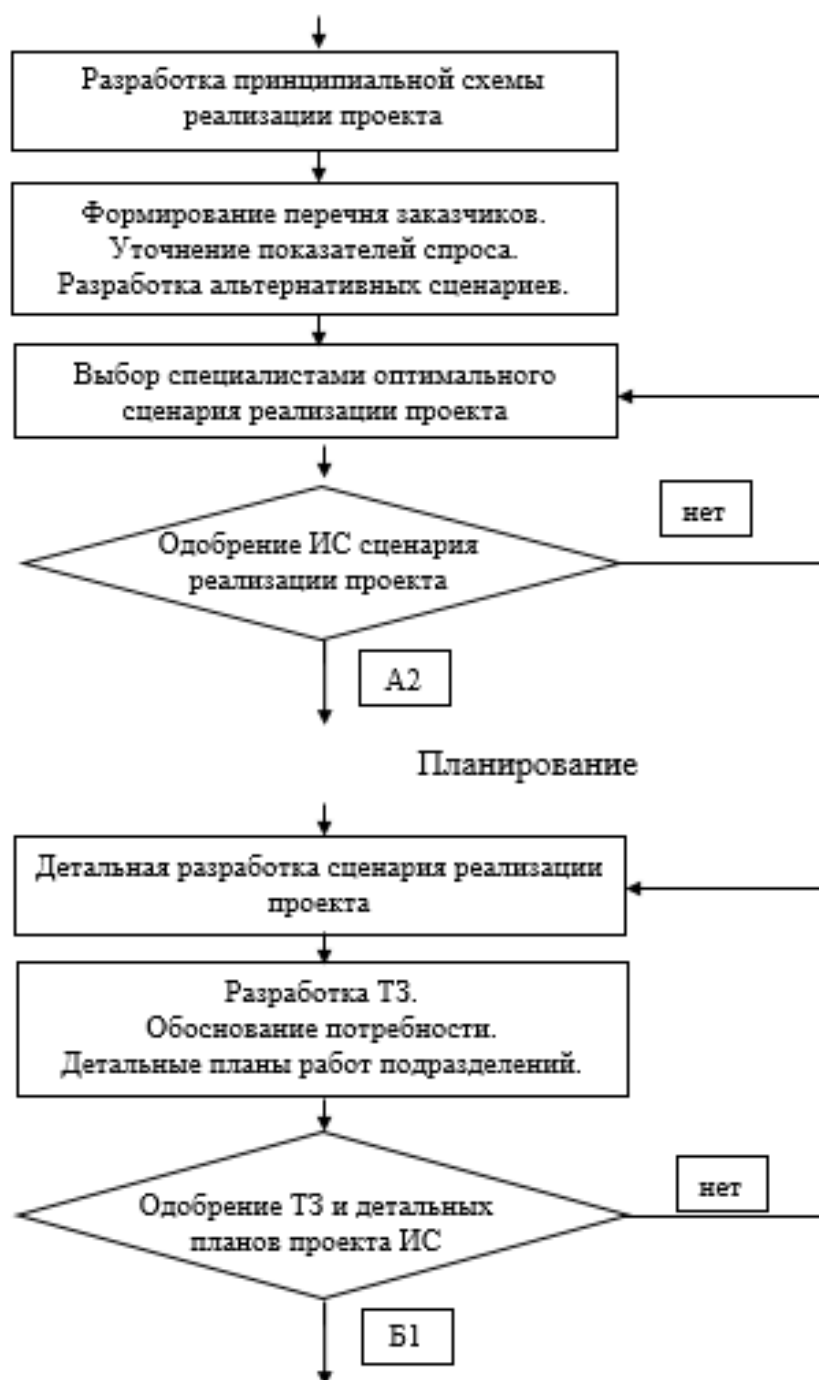 Разработка принципиальной схемы
реализации проекта
Формирование перечня заказчиков.
Уточнение показателей спроса.
Разработка альтернативных сценариев.
Выбор специалистами оптимального
сценария реализации проекта
нет
Одобрение ИС сценария
реализации проекта
А2
Планирование
Детальная разработка сценария реализации
проекта
Разработка ТЗ.
Обоснование потребности.
Детальные планы работ подразделений.
нет
Одобрение ТЗ и детальных
планов проекта ИС
Б1